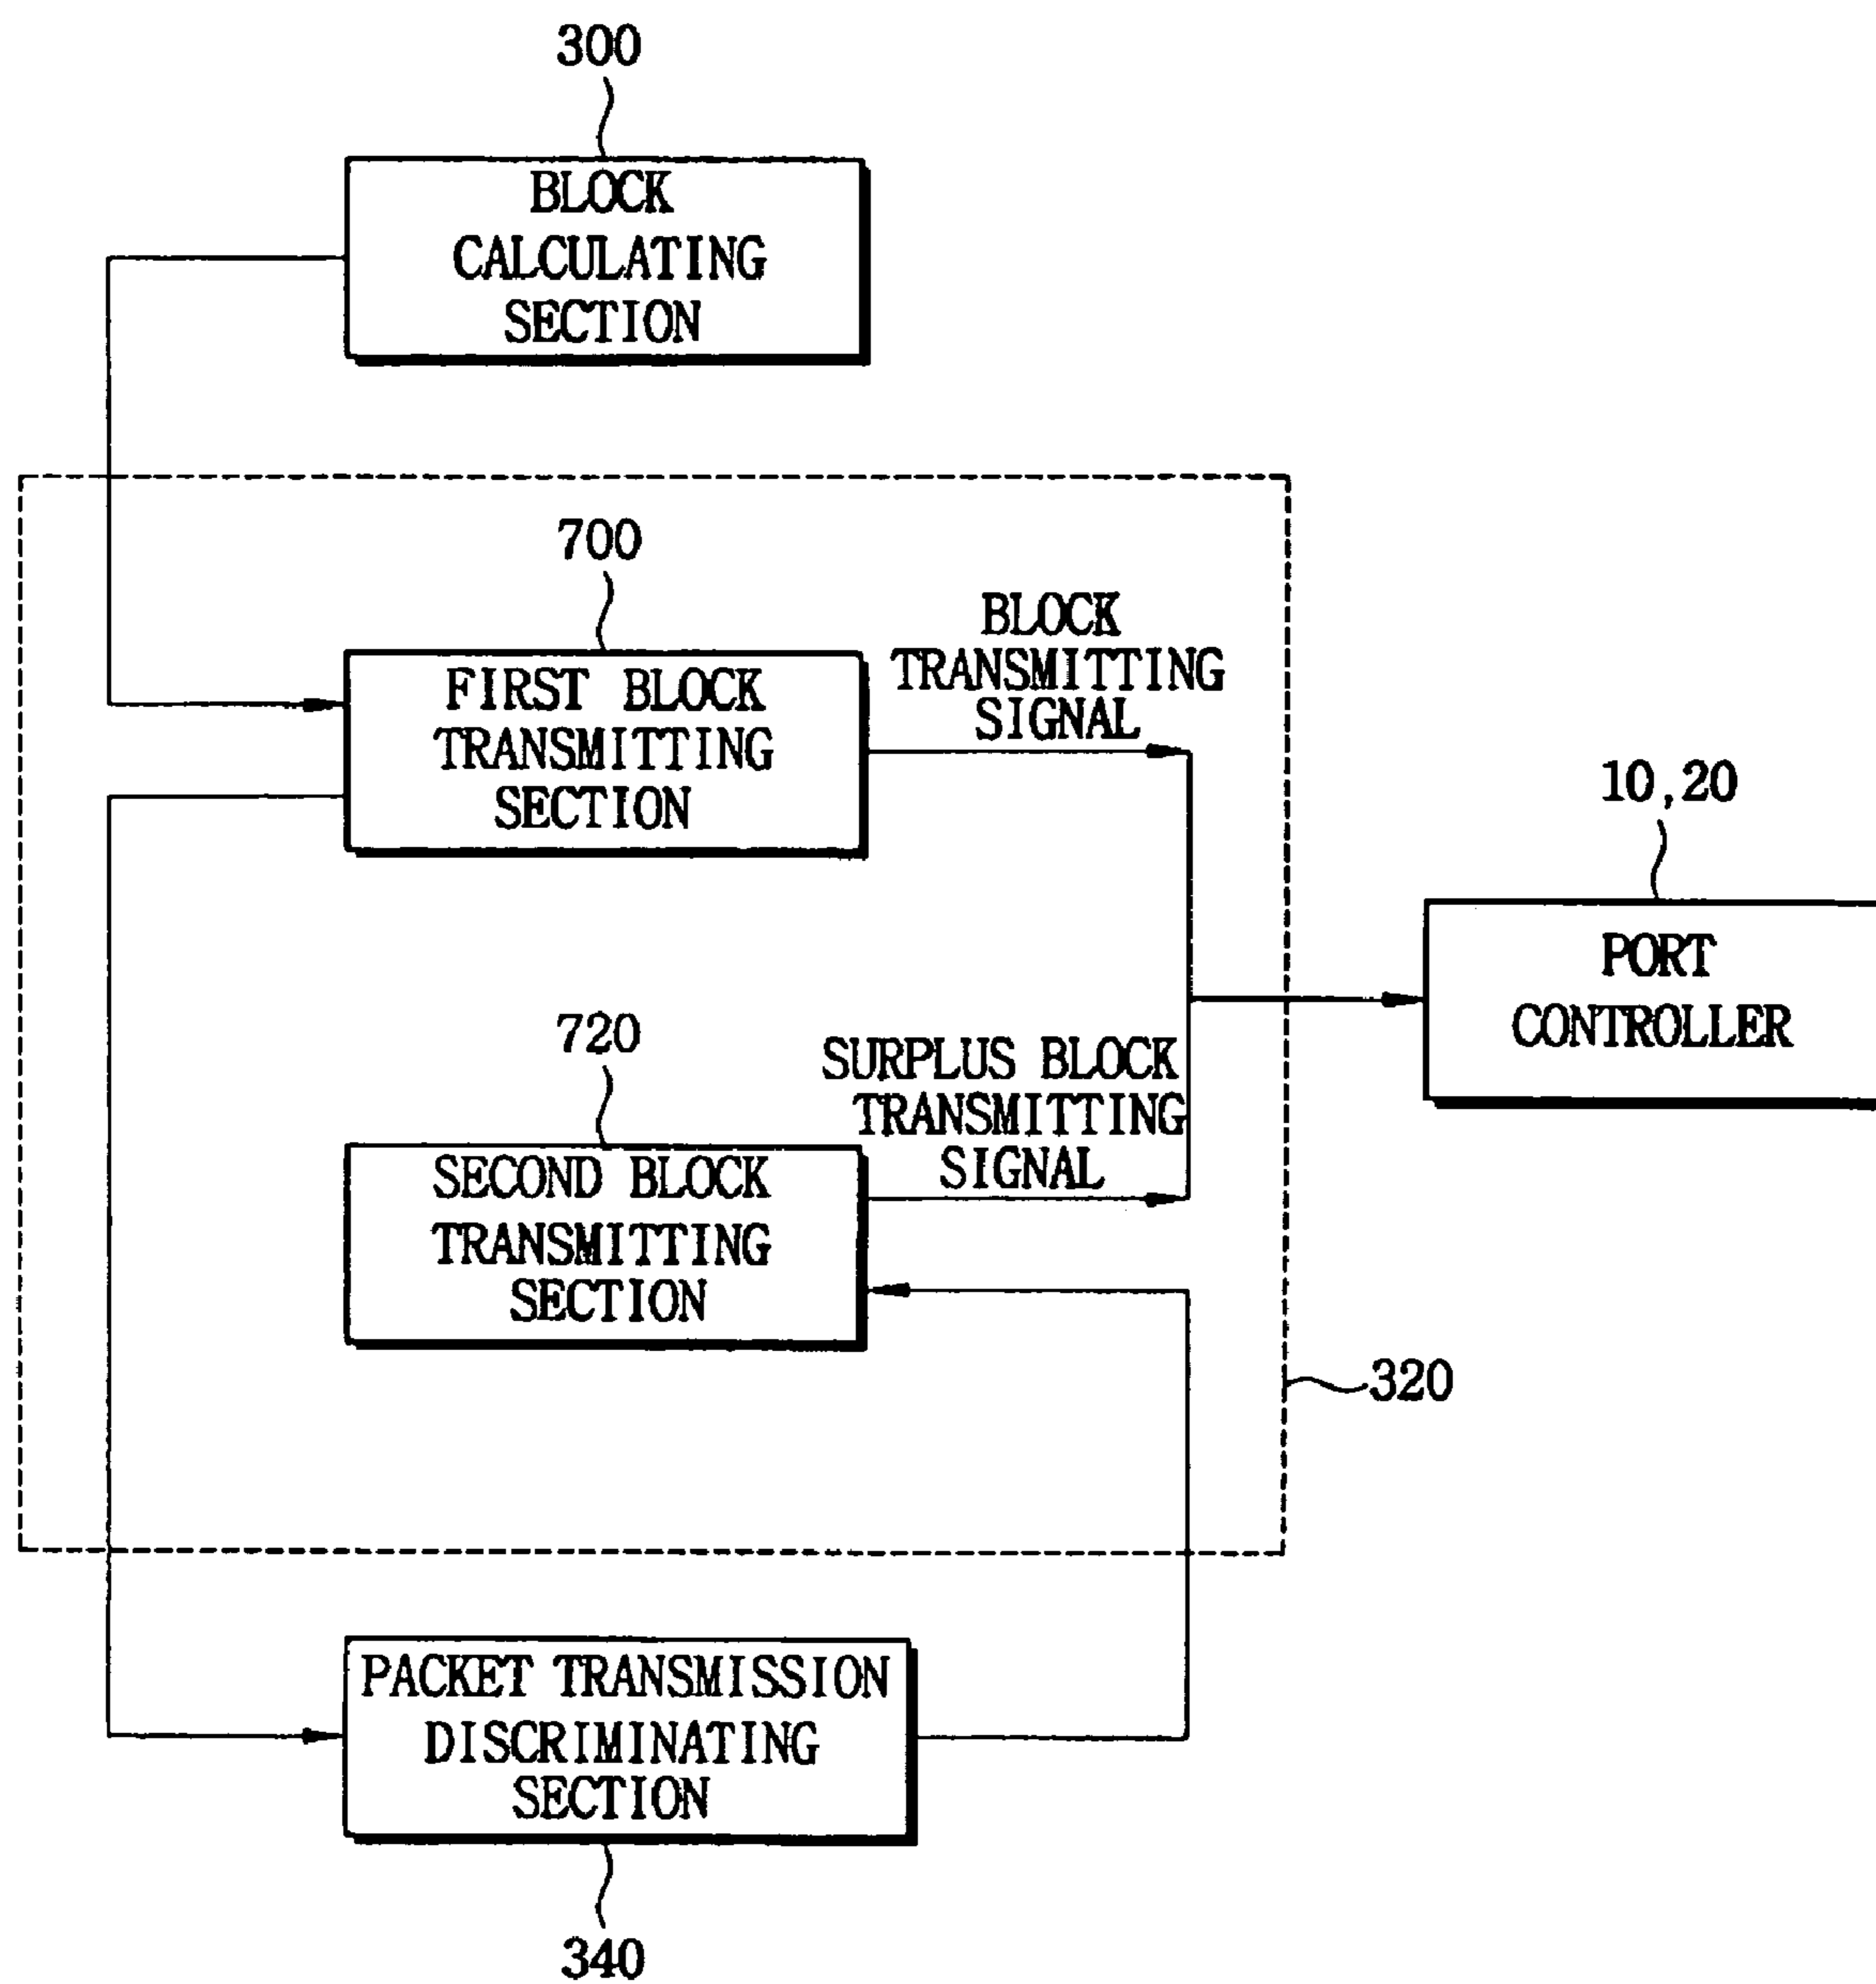 300
BLOCK
CALCULATING
SECTION
700
FIRST BLOCK
TRANSMITTING
SECTION
BLOCK
TRANSMITTING
SIGNAL
10,20
PORT
CONTROLLER
720
SECOND BLOCK
TRANSMITTING
SECTION
SURPLUS BLOCK
TRANSMITTING
SIGNAL
320
PACKET TRANSMISSION
DISCRIMINATING
SECTION
340